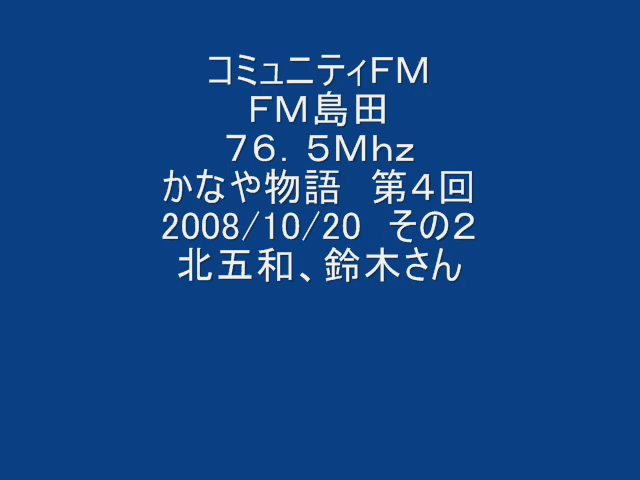 コミュニティＦＭ
ＦＭ島田
７６．５Ｍｈｚ
かなや物語　第４回
2008/10/20　その２
北五和、鈴木さん